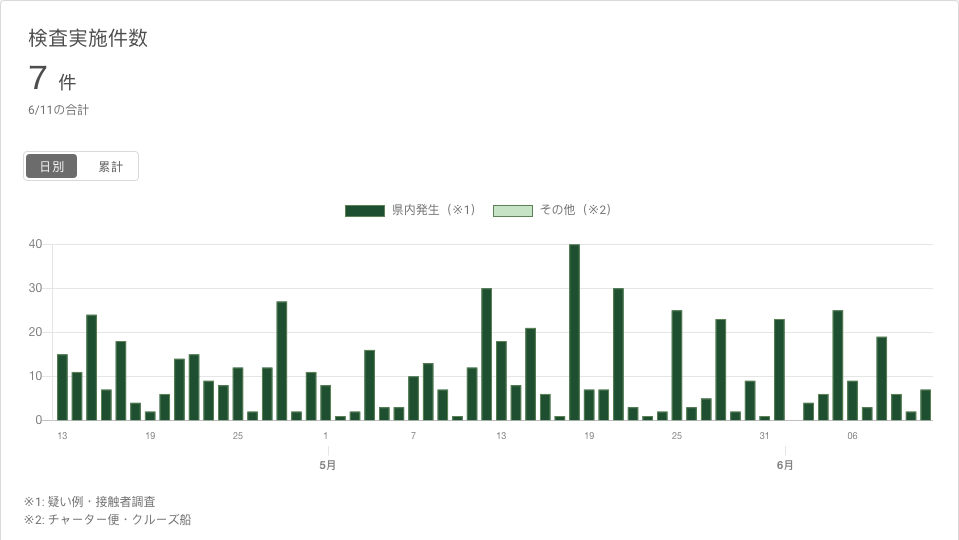 検査実施件数
7 件
6/11の合計
日別 累計
県内発生（※1） その他（※2）
40
30
20
10
0
13 19 25 1 7 13 19 25 31 06
5月 6月
※1: 疑い例・接触者調査
※2: チャーター便・クルーズ船